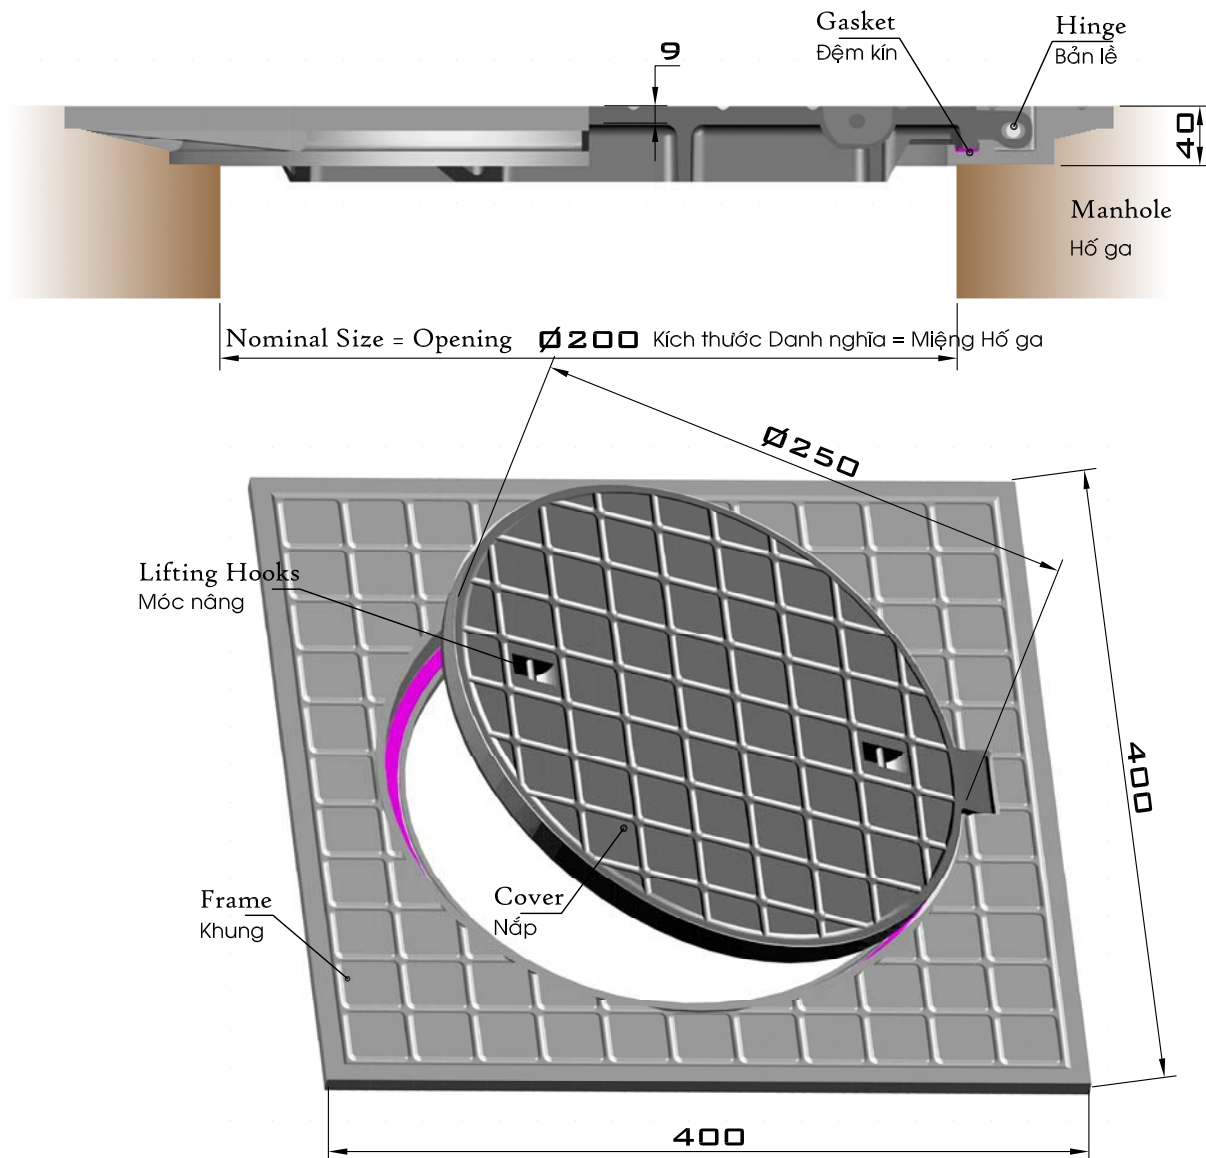 Gasket
Đệm kín
Hinge
Bản lề
9
40
Manhole
Hố ga
Nominal Size = Opening Ø200 Kích thước Danh nghĩa = Miệng Hố ga
Ø250
Lifting Hooks
Móc nâng
400
Frame
Khung
Cover
Nắp
400